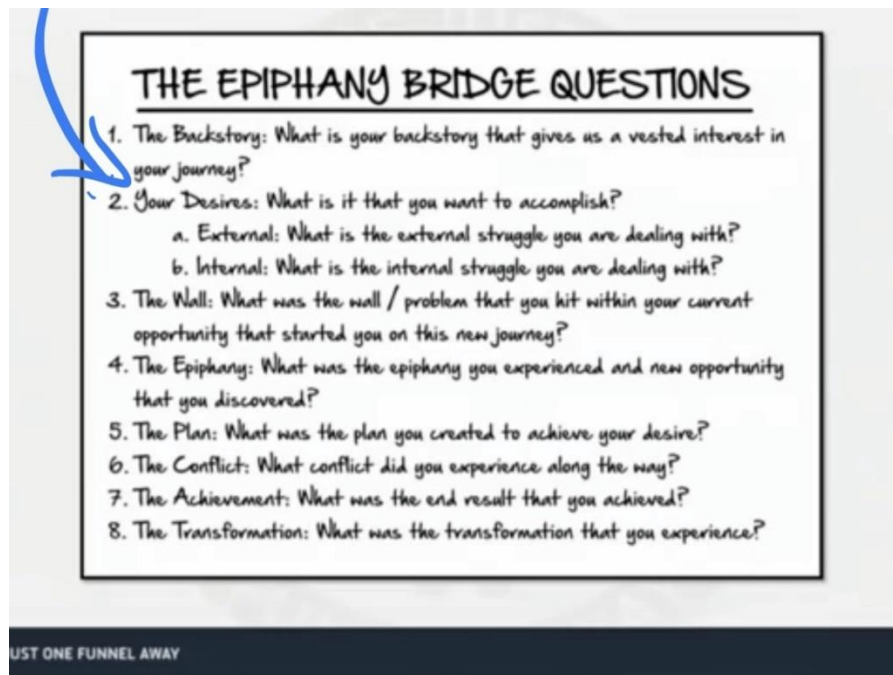 THE EPIPHANY BRIDGE QUESTIONS
1. The Backstory: What is your backstory that gives us a vested interest in
your journey?
2. Your Desires: What is it that you want to accomplish?
a. External: What is the external struggle you are dealing with?
b. Internal: What is the internal struggle you are dealing with?
3. The Wall: What was the wall / problem that you hit within your current
opportunity that started you on this new journey?
4. The Epiphany: What was the epiphany you experienced and new opportunity
that you discovered?
5. The Plan: What was the plan you created to achieve your desire?
6. The Conflict: What conflict did you experience along the way?
7. The Achievement: What was the end result that you achieved?
8. The Transformation: What was the transformation that you experience?
UST ONE FUNNEL AWAY